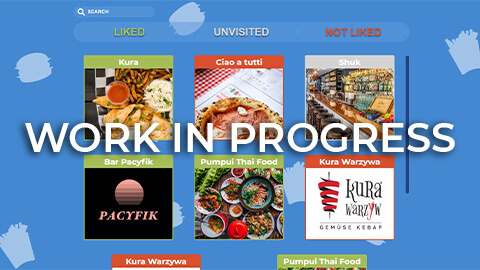 SEARCH
LIKED UNVISITED NOT LIKED
Kura Ciao a tutti Shuk
WORK IN PROGRESS
Bar Pacyfik Pumpui Thai Food Kura Warzywa
PACYFIK
kura
warzyw
GEMÜSE KEBAP
Kura Warzywa Pumpui Thai Food